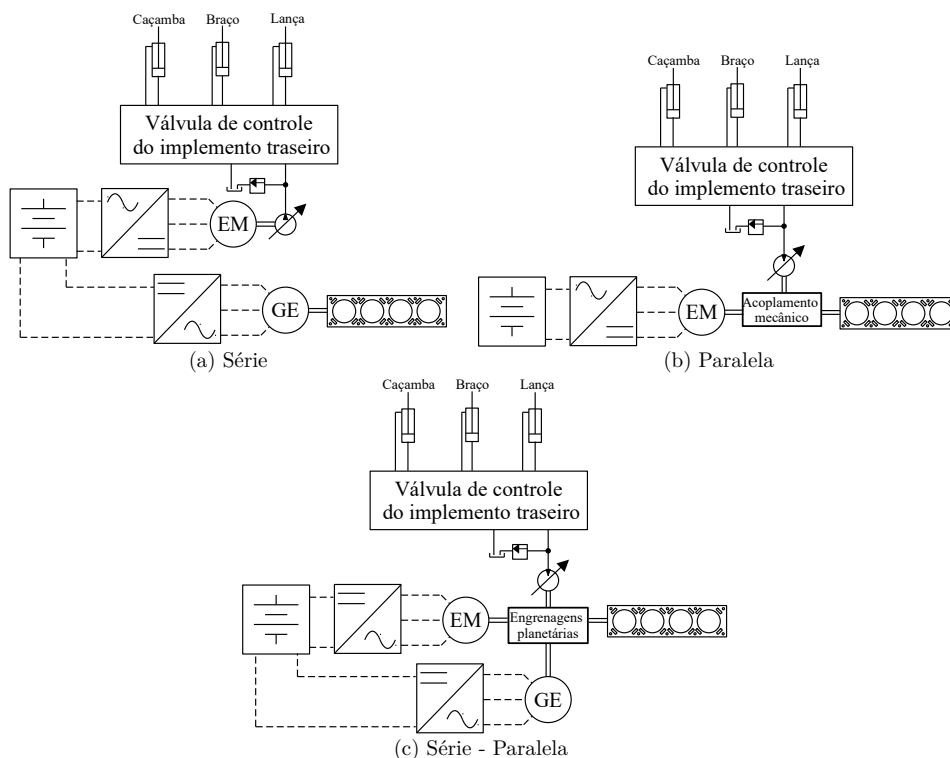 Caçamba Braço Lança
Válvula de controle
do implemento traseiro
EM
GE
(a) Série
Caçamba Braço Lança
Válvula de controle
do implemento traseiro
EM
Acoplamento
mecânico
(b) Paralela
Caçamba Braço Lança
Válvula de controle
do implemento traseiro
EM
Engrenagens
planetárias
GE
(c) Série - Paralela